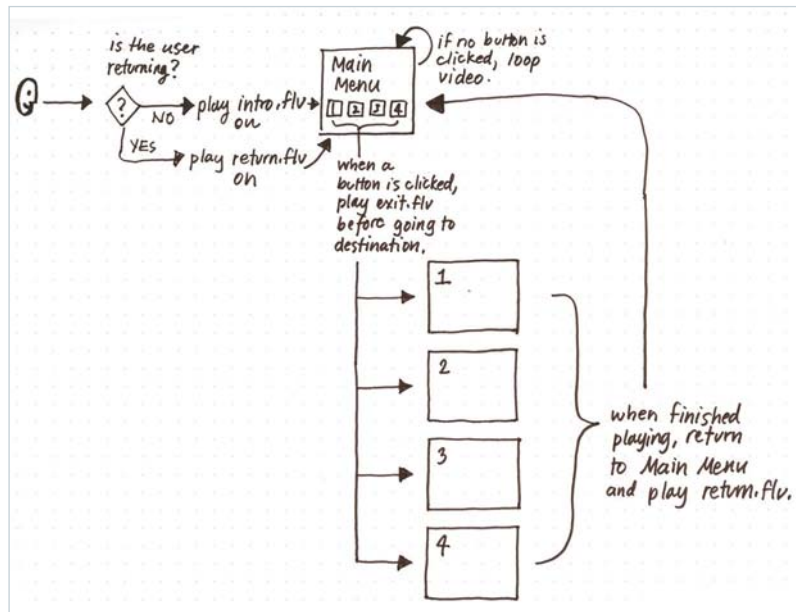 is the user
returning?
?
NO
play intro.flv
on
YES
play return.flv
on
Main
Menu
1 2 3 4
if no button is
clicked, loop
video.
when a
button is clicked,
play exit.flv
before going to
destination.
1
2
3
4
when finished
playing, return
to Main Menu
and play return.flv.